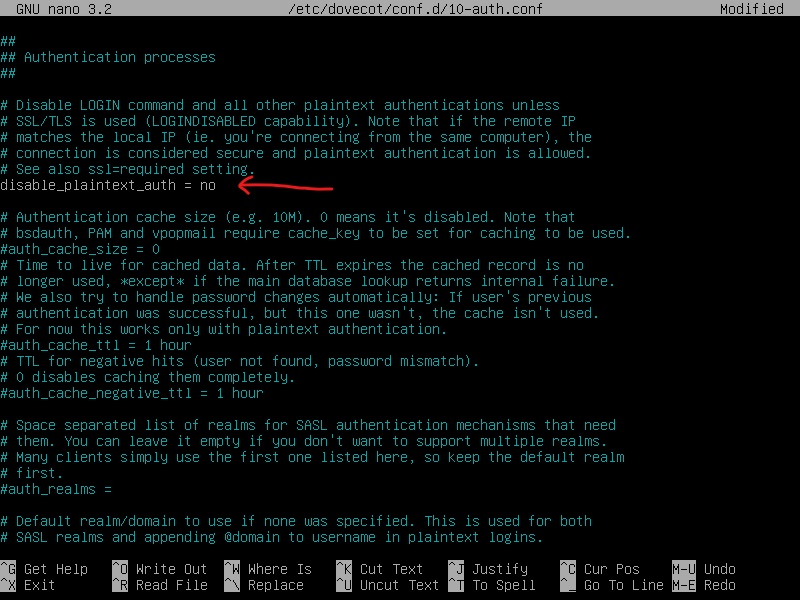 GNU nano 3.2 /etc/dovecot/conf.d/10-auth.conf Modified
##
## Authentication processes
##
# Disable LOGIN command and all other plaintext authentications unless
# SSL/TLS is used (LOGINDISABLED capability). Note that if the remote IP
# matches the local IP (ie. you're connecting from the same computer), the
# connection is considered secure and plaintext authentication is allowed.
# See also ssl=required setting.
disable_plaintext_auth = no
# Authentication cache size (e.g. 10M). 0 means it's disabled. Note that
# bsdauth, PAM and vpopmail require cache_key to be set for caching to be used.
#auth_cache_size = 0
# Time to live for cached data. After TTL expires the cached record is no
# longer used, *except* if the main database lookup returns internal failure.
# We also try to handle password changes automatically: If user's previous
# authentication was successful, but this one wasn't, the cache isn't used.
# For now this works only with plaintext authentication.
#auth_cache_ttl = 1 hour
# TTL for negative hits (user not found, password mismatch).
# 0 disables caching them completely.
#auth_cache_negative_ttl = 1 hour
# Space separated list of realms for SASL authentication mechanisms that need
# them. You can leave it empty if you don't want to support multiple realms.
# Many clients simply use the first one listed here, so keep the default realm
# first.
#auth_realms =
# Default realm/domain to use if none was specified. This is used for both
# SASL realms and appending @domain to username in plaintext logins.
^G Get Help ^O Write Out ^W Where Is ^K Cut Text ^J Justify ^C Cur Pos M-U Undo
^X Exit ^R Read File ^\ Replace ^U Uncut Text ^T To Spell ^_ Go To Line M-E Redo